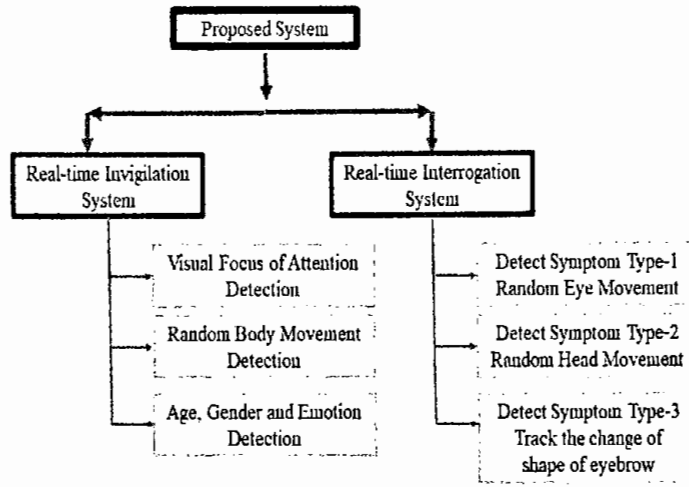 Proposed System
Real-time Invigilation
System
Real-time Interrogation
System
Visual Focus of Attention
Detection
Random Body Movement
Detection
Age, Gender and Emotion
Detection
Detect Symptom Type-1
Random Eye Movement
Detect Symptom Type-2
Random Head Movement
Detect Symptom Type-3
Track the change of
shape of eyebrow